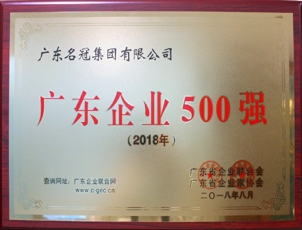 广东名冠集团有限公司
广东企业500强
(2018年)
查询网址：广东企业联合网
www.c-gec.cn
广东省企业联合会
广东省企业家协会
二〇一八年八月